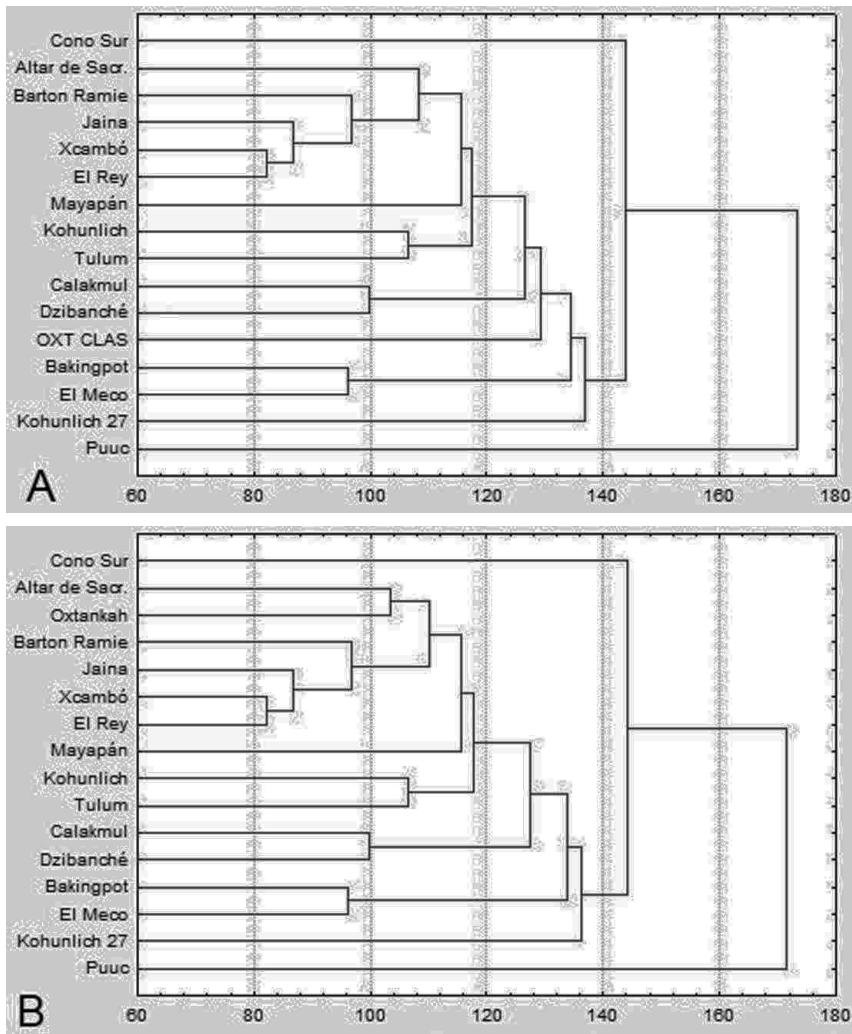 Cono Sur
Altar de Sacr.
Barton Ramie
Jaina
Xcambó
El Rey
Mayapán
Kohunlich
Tulum
Calakmul
Dzibanché
OXT CLAS
Bakingpot
El Meco
Kohunlich 27
Puuc
A
60 80 100 120 140 160 180
Cono Sur
Altar de Sacr.
Oxtankah
Barton Ramie
Jaina
Xcambó
El Rey
Mayapán
Kohunlich
Tulum
Calakmul
Dzibanché
Bakingpot
El Meco
Kohunlich 27
Puuc
B
60 80 100 120 140 160 180